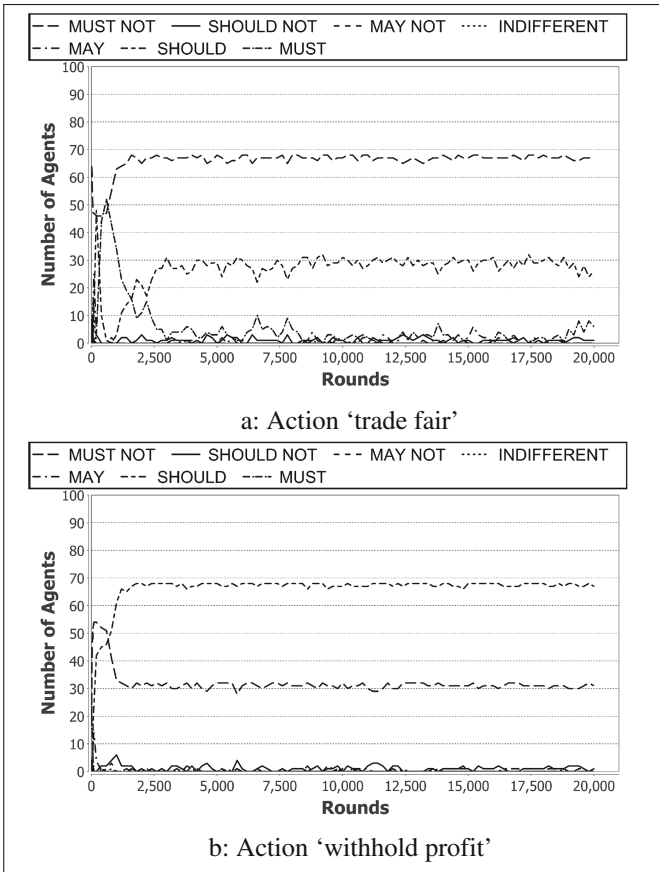 MUST NOT SHOULD NOT MAY NOT INDIFFERENT
MAY SHOULD MUST
100
90
80
70
60
50
40
30
20
10
0
Number of Agents
0 2,500 5,000 7,500 10,000 12,500 15,000 17,500 20,000
Rounds
a: Action ‘trade fair’
MUST NOT SHOULD NOT MAY NOT INDIFFERENT
MAY SHOULD MUST
100
90
80
70
60
50
40
30
20
10
0
Number of Agents
0 2,500 5,000 7,500 10,000 12,500 15,000 17,500 20,000
Rounds
b: Action ‘withhold profit’